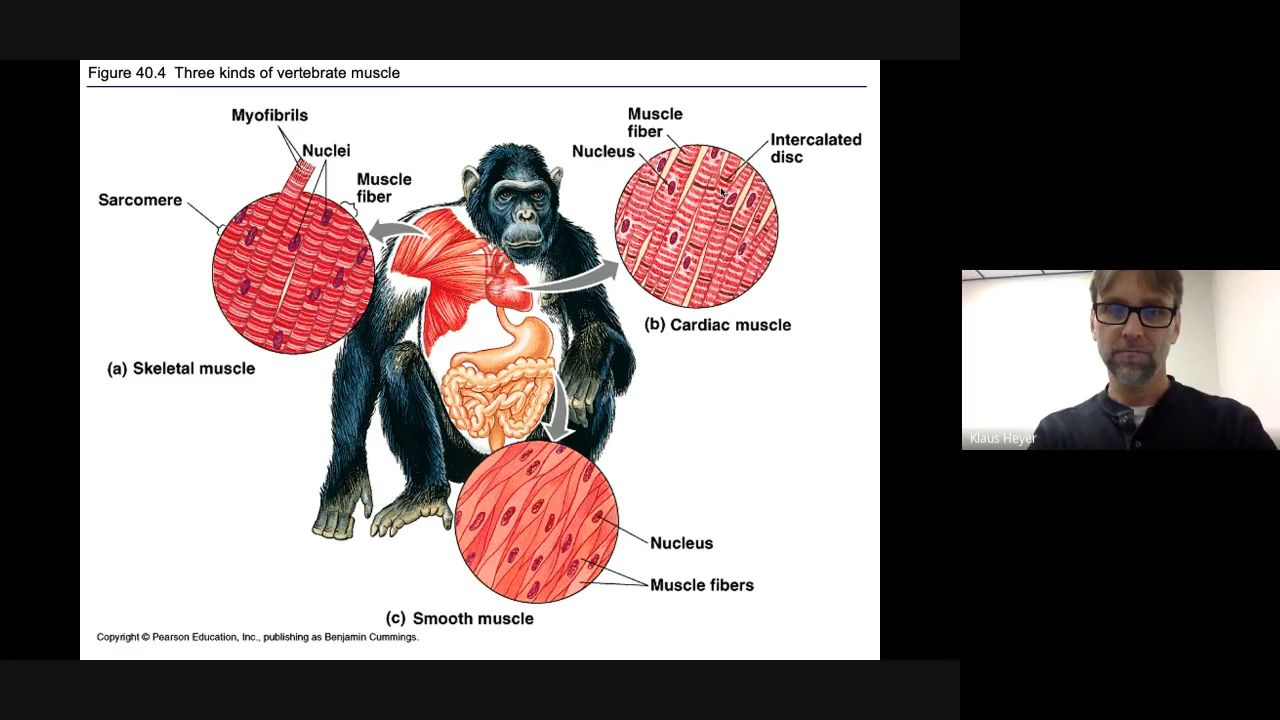 Figure 40.4  Three kinds of vertebrate muscle
Myofibrils
Nuclei
Muscle
fiber
Sarcomere
(a) Skeletal muscle
Muscle
fiber
Nucleus
Intercalated
disc
(b) Cardiac muscle
Nucleus
Muscle fibers
(c) Smooth muscle
Copyright © Pearson Education, Inc., publishing as Benjamin Cummings.
Klaus Heyer